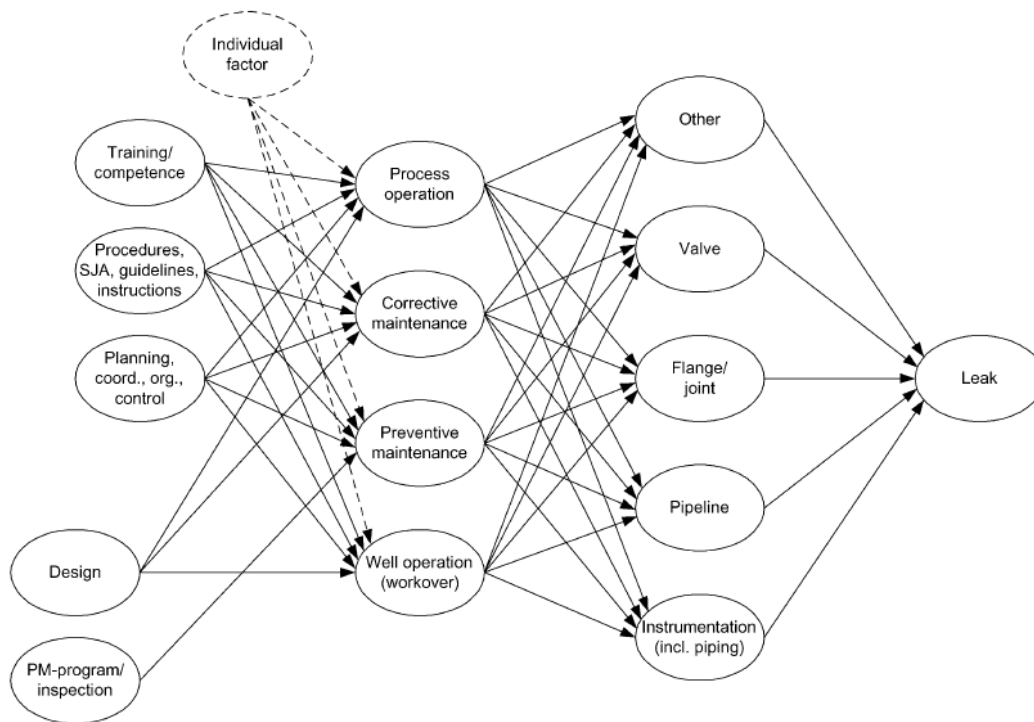 Individual
factor
Training/
competence
Procedures,
SJA, guidelines,
instructions
Planning,
coord., org.,
control
Design
PM-program/
inspection
Process
operation
Corrective
maintenance
Preventive
maintenance
Well operation
(workover)
Other
Valve
Flange/
joint
Pipeline
Instrumentation
(incl. piping)
Leak